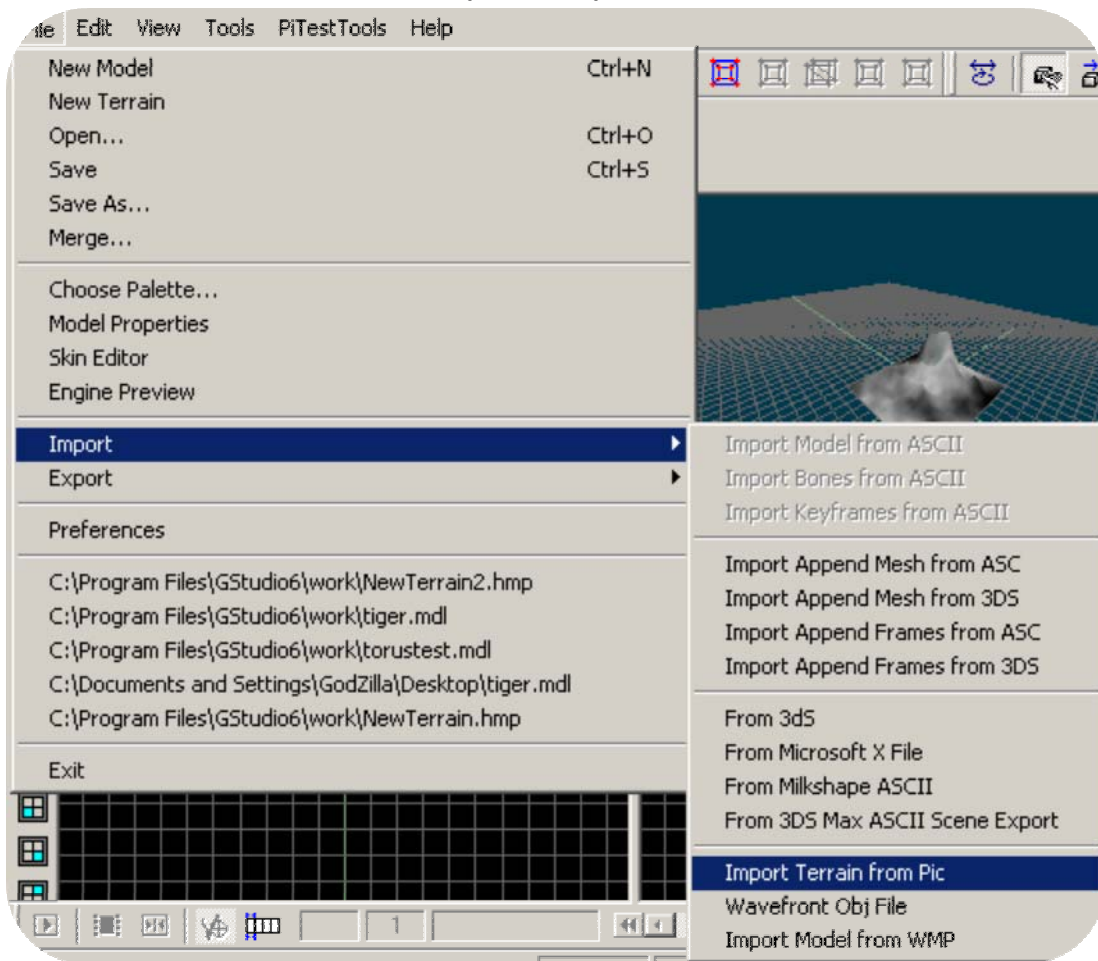 File Edit View Tools PiTestTools Help
New Model Ctrl+N
New Terrain
Open... Ctrl+O
Save Ctrl+S
Save As...
Merge...
Choose Palette...
Model Properties
Skin Editor
Engine Preview
Import
Export
Preferences
C:\Program Files\GStudio6\work\NewTerrain2.hmp
C:\Program Files\GStudio6\work\tiger.mdl
C:\Program Files\GStudio6\work\torustest.mdl
C:\Documents and Settings\GodZilla\Desktop\tiger.mdl
C:\Program Files\GStudio6\work\NewTerrain.hmp
Exit
Import Model from ASCII
Import Bones from ASCII
Import Keyframes from ASCII
Import Append Mesh from ASC
Import Append Mesh from 3DS
Import Append Frames from ASC
Import Append Frames from 3DS
From 3dS
From Microsoft X File
From Milkshape ASCII
From 3DS Max ASCII Scene Export
Import Terrain from Pic
Wavefront Obj File
Import Model from WMP
1